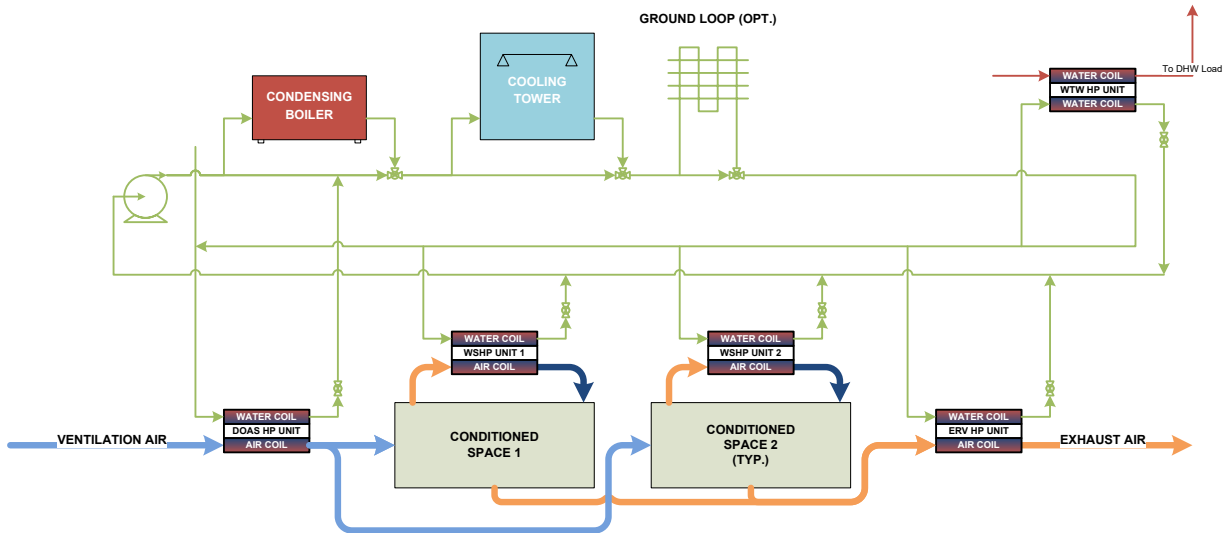 GROUND LOOP (OPT.)
CONDENSING
BOILER
COOLING
TOWER
WATER COIL
WTW HP UNIT
WATER COIL
To DHW Load
WATER COIL
WSHP UNIT 1
AIR COIL
WATER COIL
WSHP UNIT 2
AIR COIL
VENTILATION AIR
WATER COIL
DOAS HP UNIT
AIR COIL
CONDITIONED
SPACE 1
CONDITIONED
SPACE 2
(TYP.)
WATER COIL
ERV HP UNIT
AIR COIL
EXHAUST AIR